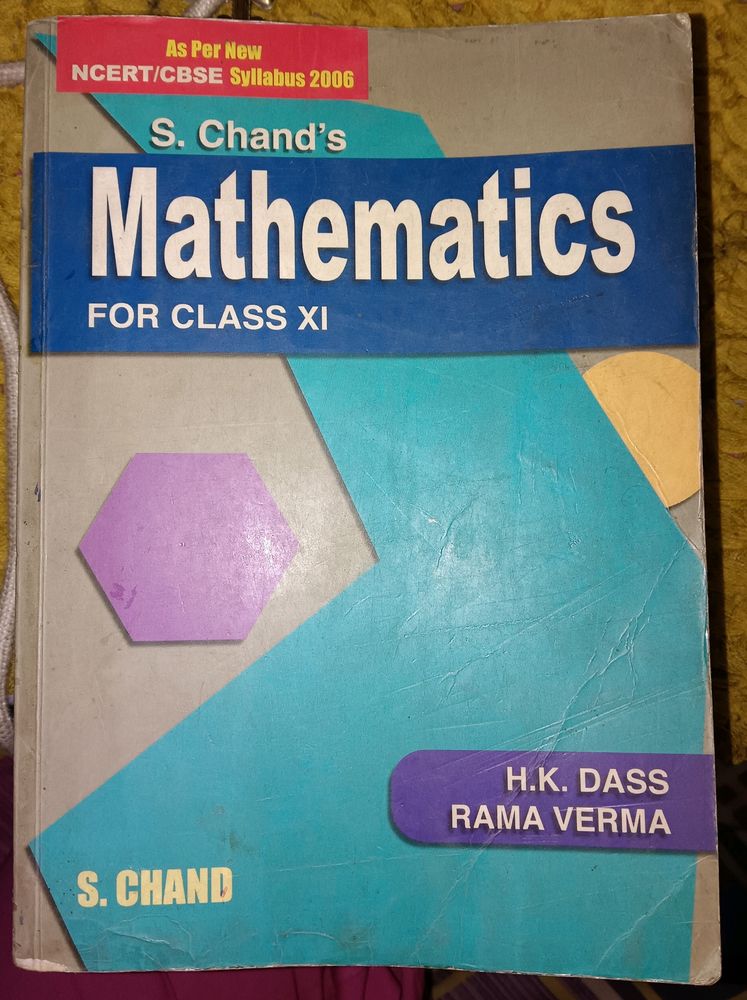 As Per New
NCERT/CBSE Syllabus 2006
S. Chand's
Mathematics
FOR CLASS XI
H.K. DASS
RAMA VERMA
S. CHAND